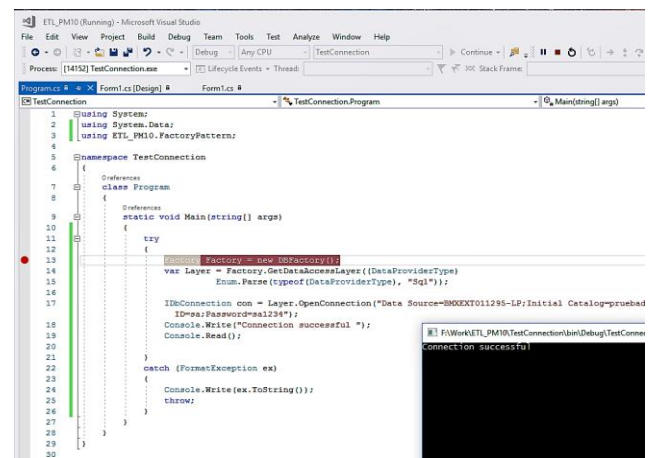 ETL_PM10 (Running) - Microsoft Visual Studio
File Edit View Project Build Debug Team Tools Test Analyze Window Help
Debug Any CPU TestConnection Continue
Process: [14152] TestConnection.exe Lifecycle Events Thread: Stack Frame:
Program.cs Form1.cs [Design] Form1.cs
TestConnection TestConnection.Program Main(string[] args)
1 using System;
2 using System.Data;
3 using ETL_PM10.FactoryPattern;
4
5 namespace TestConnection
6 {
0 references
7 class Program
8 {
0 references
9 static void Main(string[] args)
10 {
11 try
12 {
13 Factory Factory = new DBFactory();
14 var Layer = Factory.GetDataAccessLayer((DataProviderType)
15 Enum.Parse(typeof(DataProviderType), "Sql"));
16
17 IDbConnection con = Layer.OpenConnection("Data Source=BMXEXT011295-LP;Initial Catalog=pruebad
ID=sa;Password=sa1234");
18 Console.Write("Connection successful ");
19 Console.Read();
20
21 }
22 catch (FormatException ex)
23 {
24 Console.Write(ex.ToString());
25 throw;
26 }
27 }
28 }
29 }
30
F:\Work\ETL_PM10\TestConnection\bin\Debug\TestConnec
Connection successful